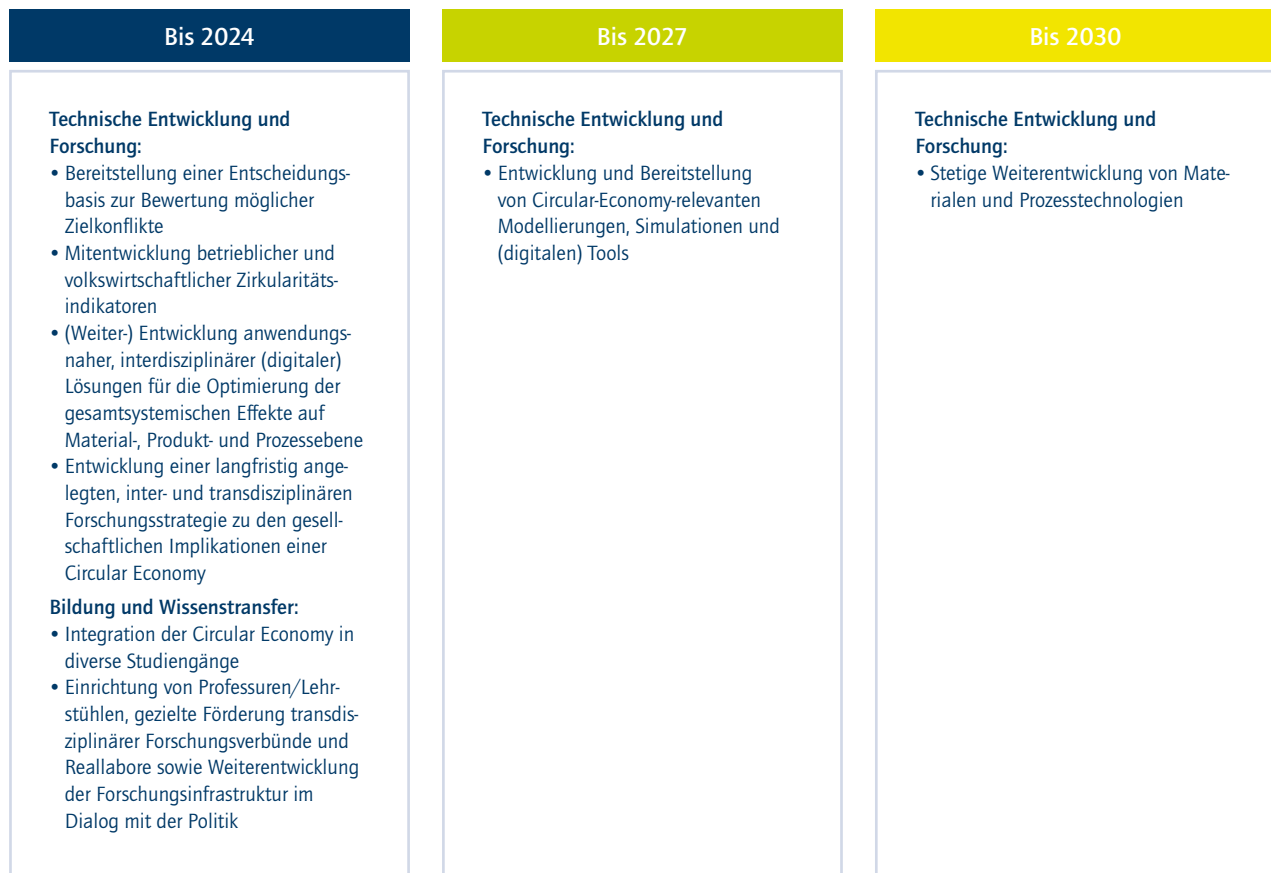 Bis 2024
Technische Entwicklung und
Forschung:
• Bereitstellung einer Entscheidungs-
basis zur Bewertung möglicher
Zielkonflikte
• Mitentwicklung betrieblicher und
volkswirtschaftlicher Zirkularitäts-
indikatoren
• (Weiter-) Entwicklung anwendungs-
naher, interdisziplinärer (digitaler)
Lösungen für die Optimierung der
gesamtsystemischen Effekte auf
Material-, Produkt- und Prozessebene
• Entwicklung einer langfristig ange-
legten, inter- und transdisziplinären
Forschungsstrategie zu den gesell-
schaftlichen Implikationen einer
Circular Economy
Bildung und Wissenstransfer:
• Integration der Circular Economy in
diverse Studiengänge
• Einrichtung von Professuren/Lehr-
stühlen, gezielte Förderung transdis-
ziplinärer Forschungsverbünde und
Reallabore sowie Weiterentwicklung
der Forschungsinfrastruktur im
Dialog mit der Politik
Bis 2027
Technische Entwicklung und
Forschung:
• Entwicklung und Bereitstellung
von Circular-Economy-relevanten
Modellierungen, Simulationen und
(digitalen) Tools
Bis 2030
Technische Entwicklung und
Forschung:
• Stetige Weiterentwicklung von Mate-
rialen und Prozesstechnologien